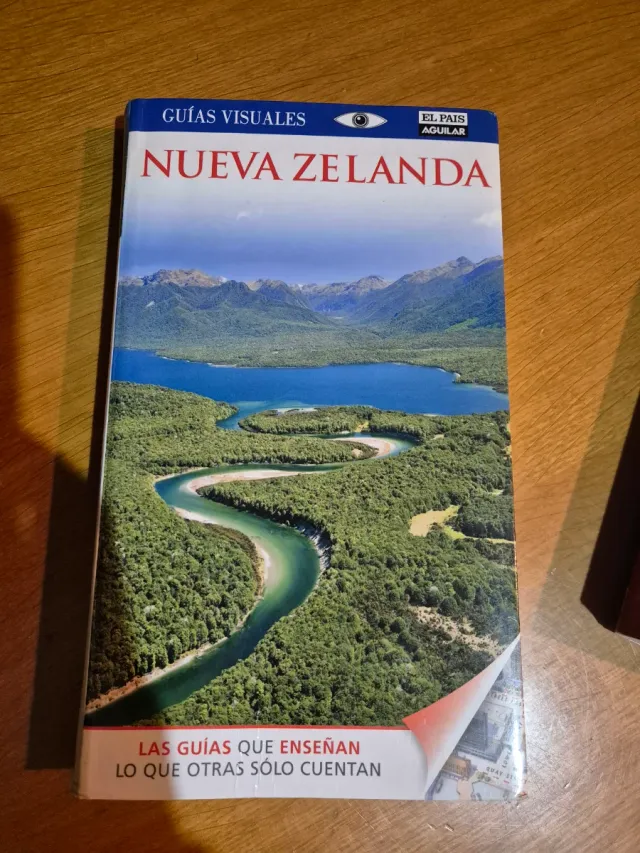 GUÍAS VISUALES
EL PAIS
AGUILAR
NUEVA ZELANDA
LAS GUÍAS QUE ENSEÑAN
LO QUE OTRAS SÓLO CUENTAN